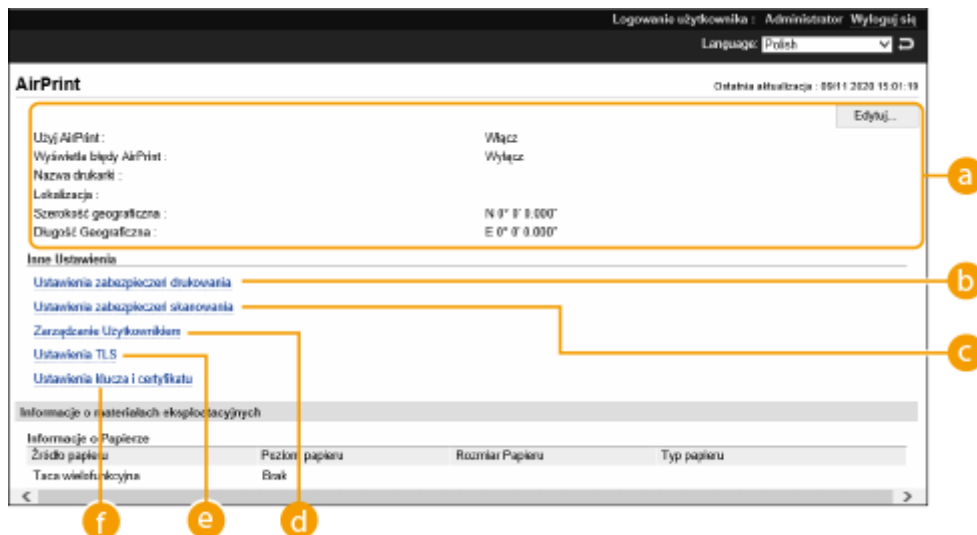 Logowanie użytkownika : Administrator Wyloguj się
Language: Polish
AirPrint
Ostatnia aktualizacja : 09/11 2020 15:01:19
Edytuj...
Użyj AirPrint : Włącz
Wyświetla błędy AirPrint : Wyłącz
Nazwa drukarki :
Lokalizacja :
Szerokość geograficzna : N 0° 0' 0.000"
Długość Geograficzna : E 0° 0' 0.000"
a
Inne Ustawienia
Ustawienia zabezpieczeń drukowania
b
Ustawienia zabezpieczeń skanowania
Zarządzanie Użytkownikiem
c
Ustawienia TLS
Ustawienia klucza i certyfikatu
Informacje o materiałach eksploatacyjnych
Informacje o Papierze
Źródło papieru Poziom papieru Rozmiar Papieru Typ papieru
Taca wielofunkcyjna Brak
f e d